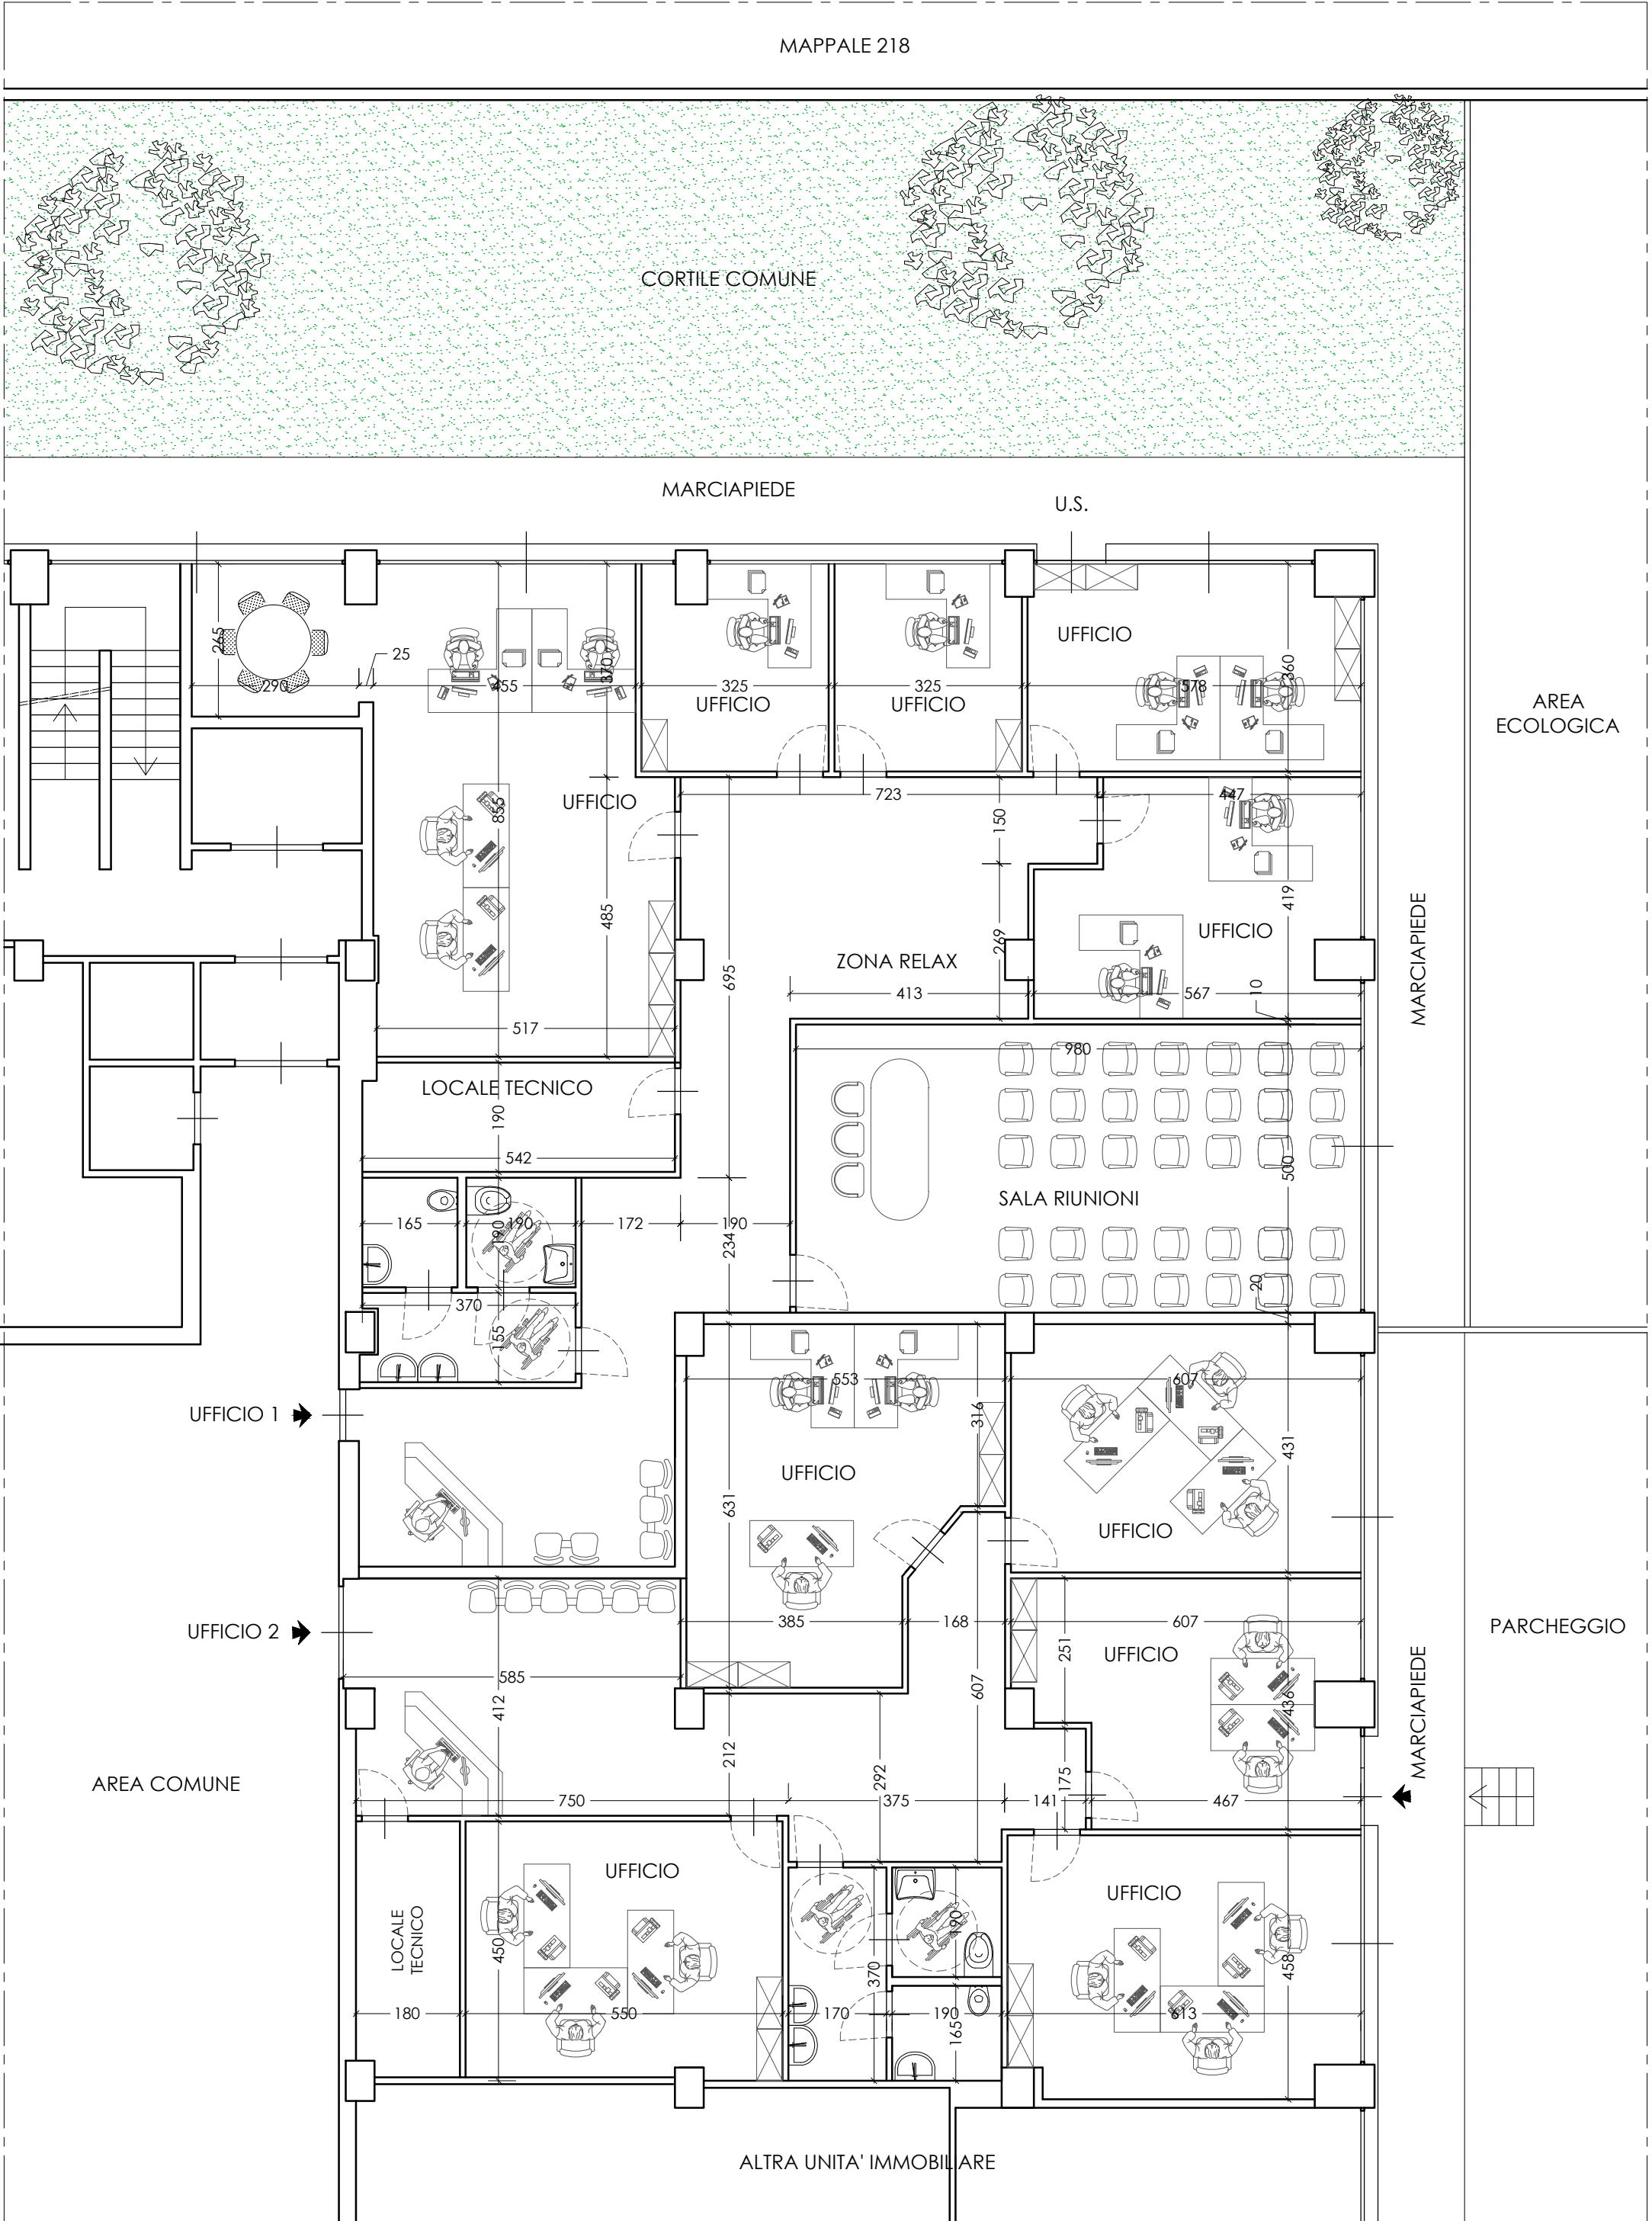 MAPPALE 218
CORTILE COMUNE
MARCIAPIEDE
U.S.
265
25
290
455
370
325
UFFICIO
325
UFFICIO
UFFICIO
578
360
AREA
ECOLOGICA
UFFICIO
855
485
723
150
447
419
UFFICIO
269
ZONA RELAX
413
567
10
MARCIAPIEDE
695
517
LOCALE TECNICO
190
542
980
SALA RIUNIONI
500
20
165
190
190
172
190
234
370
155
UFFICIO 1
553
316
UFFICIO
631
607
431
UFFICIO
UFFICIO 2
585
412
385
168
607
251
607
UFFICIO
436
PARCHEGGIO
MARCIAPIEDE
AREA COMUNE
212
292
175
750
375
141
467
UFFICIO
LOCALE
TECNICO
450
180
550
370
190
170
190
165
UFFICIO
458
613
ALTRA UNITA' IMMOBILIARE